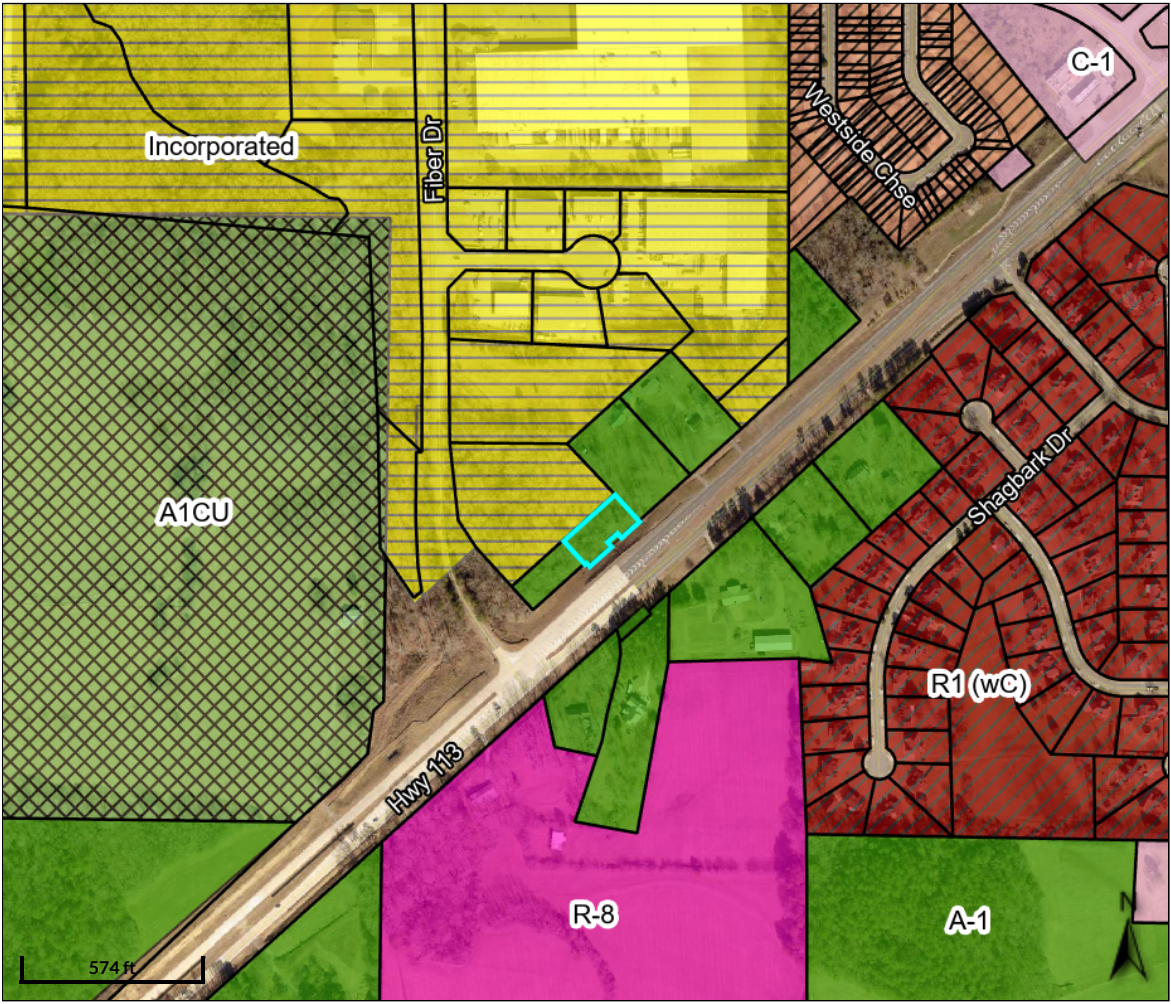 C-1
Westside Chse
Incorporated
Fiber Dr
Shagbark Dr
A1CU
R1 (wC)
Hwy 113
R-8
A-1
N
574 ft